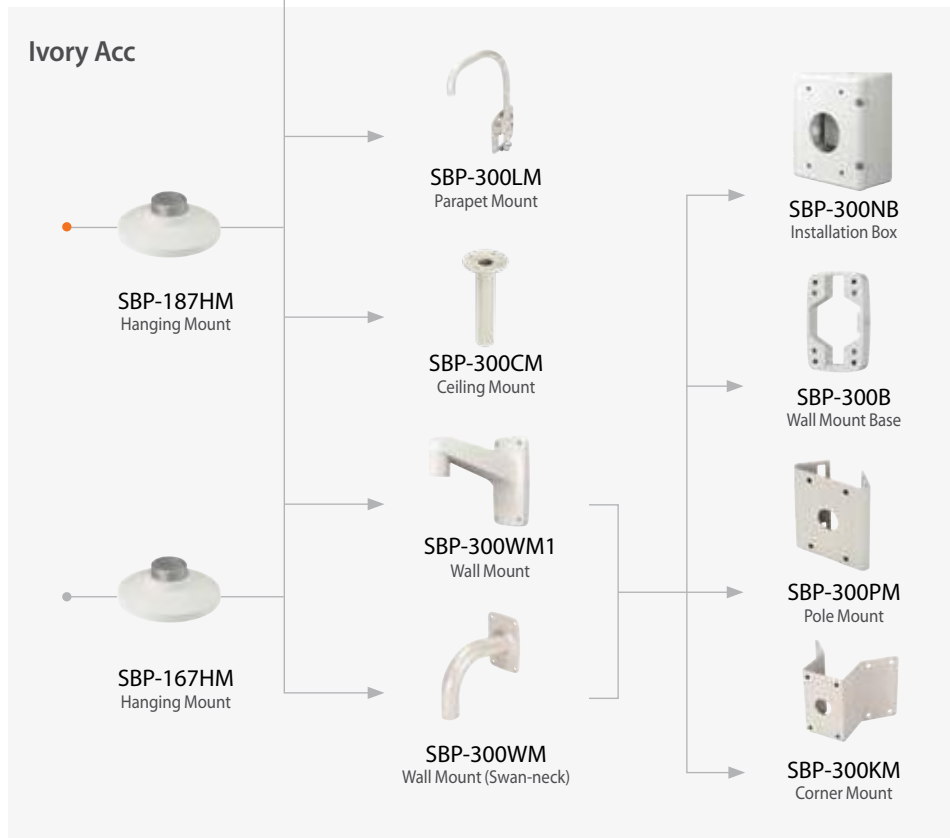 Ivory Acc
SBP-187HM
Hanging Mount
SBP-167HM
Hanging Mount
SBP-300LM
Parapet Mount
SBP-300CM
Ceiling Mount
SBP-300WM1
Wall Mount
SBP-300WM
Wall Mount (Swan-neck)
SBP-300NB
Installation Box
SBP-300B
Wall Mount Base
SBP-300PM
Pole Mount
SBP-300KM
Corner Mount